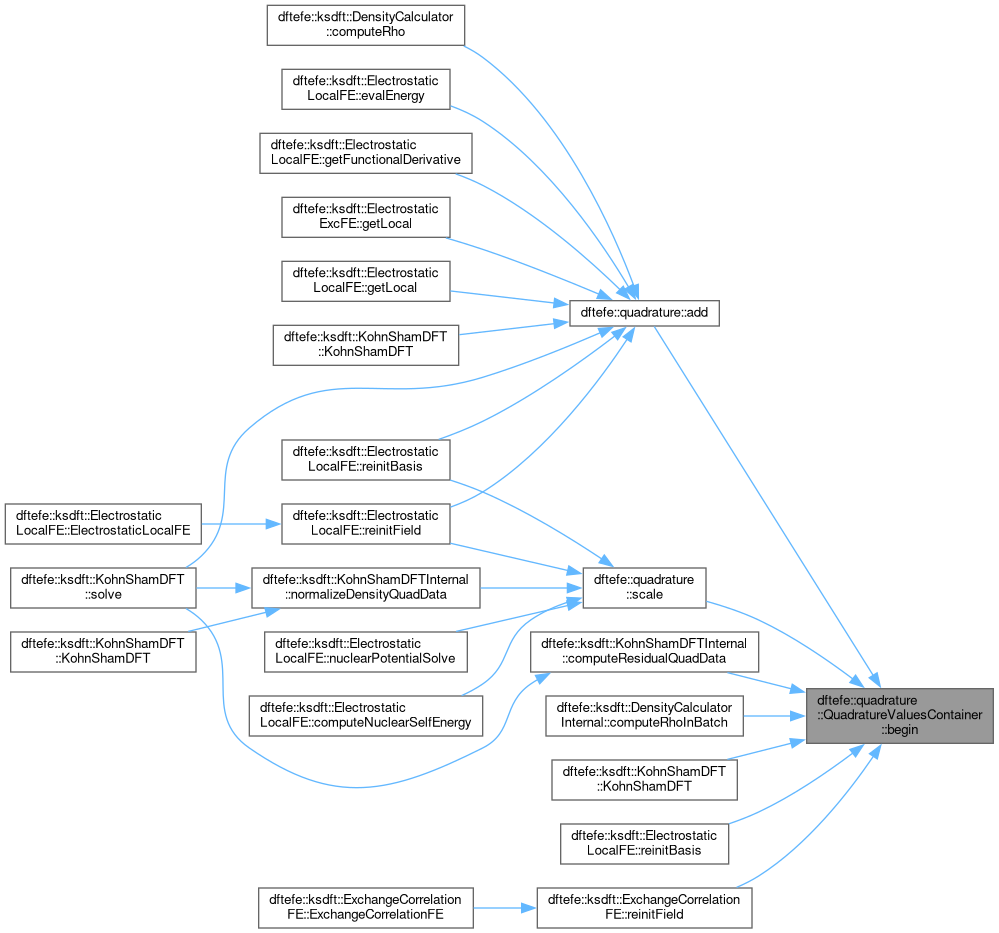 dftefe::ksdft::DensityCalculator
::computeRho
dftefe::ksdft::Electrostatic
LocalFE::evalEnergy
dftefe::ksdft::Electrostatic
LocalFE::getFunctionalDerivative
dftefe::ksdft::Electrostatic
ExcFE::getLocal
dftefe::ksdft::Electrostatic
LocalFE::getLocal
dftefe::quadrature::add
dftefe::ksdft::KohnShamDFT
::KohnShamDFT
dftefe::ksdft::Electrostatic
LocalFE::reinitBasis
dftefe::ksdft::Electrostatic
LocalFE::ElectrostaticLocalFE
dftefe::ksdft::Electrostatic
LocalFE::reinitField
dftefe::ksdft::KohnShamDFT
::solve
dftefe::ksdft::KohnShamDFTInternal
::normalizeDensityQuadData
dftefe::quadrature
::scale
dftefe::ksdft::KohnShamDFT
::KohnShamDFT
dftefe::ksdft::Electrostatic
LocalFE::nuclearPotentialSolve
dftefe::ksdft::KohnShamDFTInternal
::computeResidualQuadData
dftefe::ksdft::Electrostatic
LocalFE::computeNuclearSelfEnergy
dftefe::ksdft::DensityCalculator
Internal::computeRhoInBatch
dftefe::quadrature
::QuadratureValuesContainer
::begin
dftefe::ksdft::KohnShamDFT
::KohnShamDFT
dftefe::ksdft::Electrostatic
LocalFE::reinitBasis
dftefe::ksdft::ExchangeCorrelation
FE::ExchangeCorrelationFE
dftefe::ksdft::ExchangeCorrelation
FE::reinitField